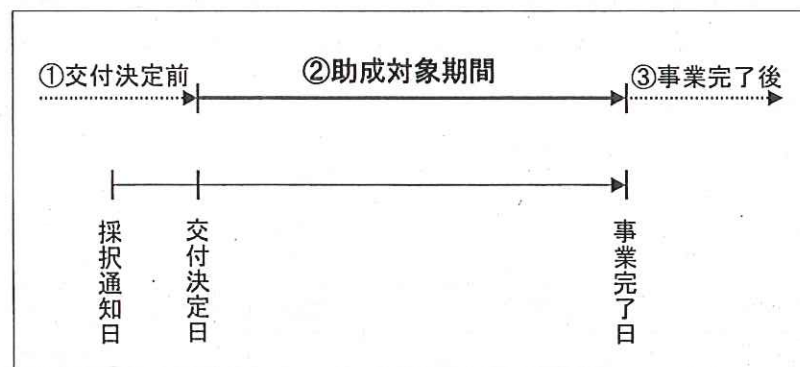 ①交付決定前
②助成対象期間
③事業完了後
採択通知日
交付決定日
事業完了日